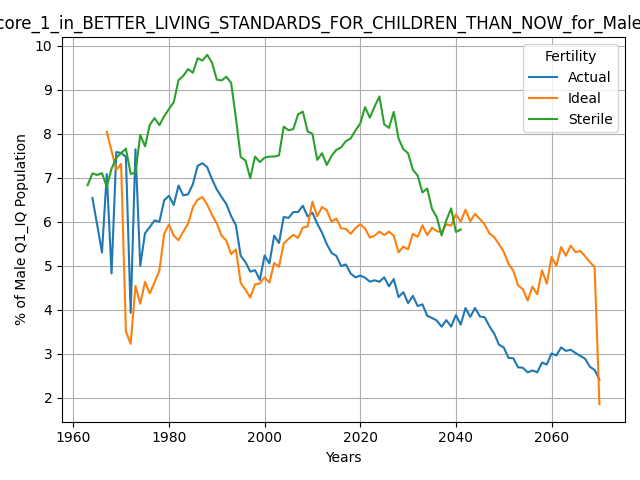 core_1_in_BETTER_LIVING_STANDARDS_FOR_CHILDREN_THAN_NOW_for_Male
Fertility
Actual
Ideal
Sterile
% of Male Q1_IQ Population
10
9
8
7
6
5
4
3
2
1960 1980 2000 2020 2040 2060
Years